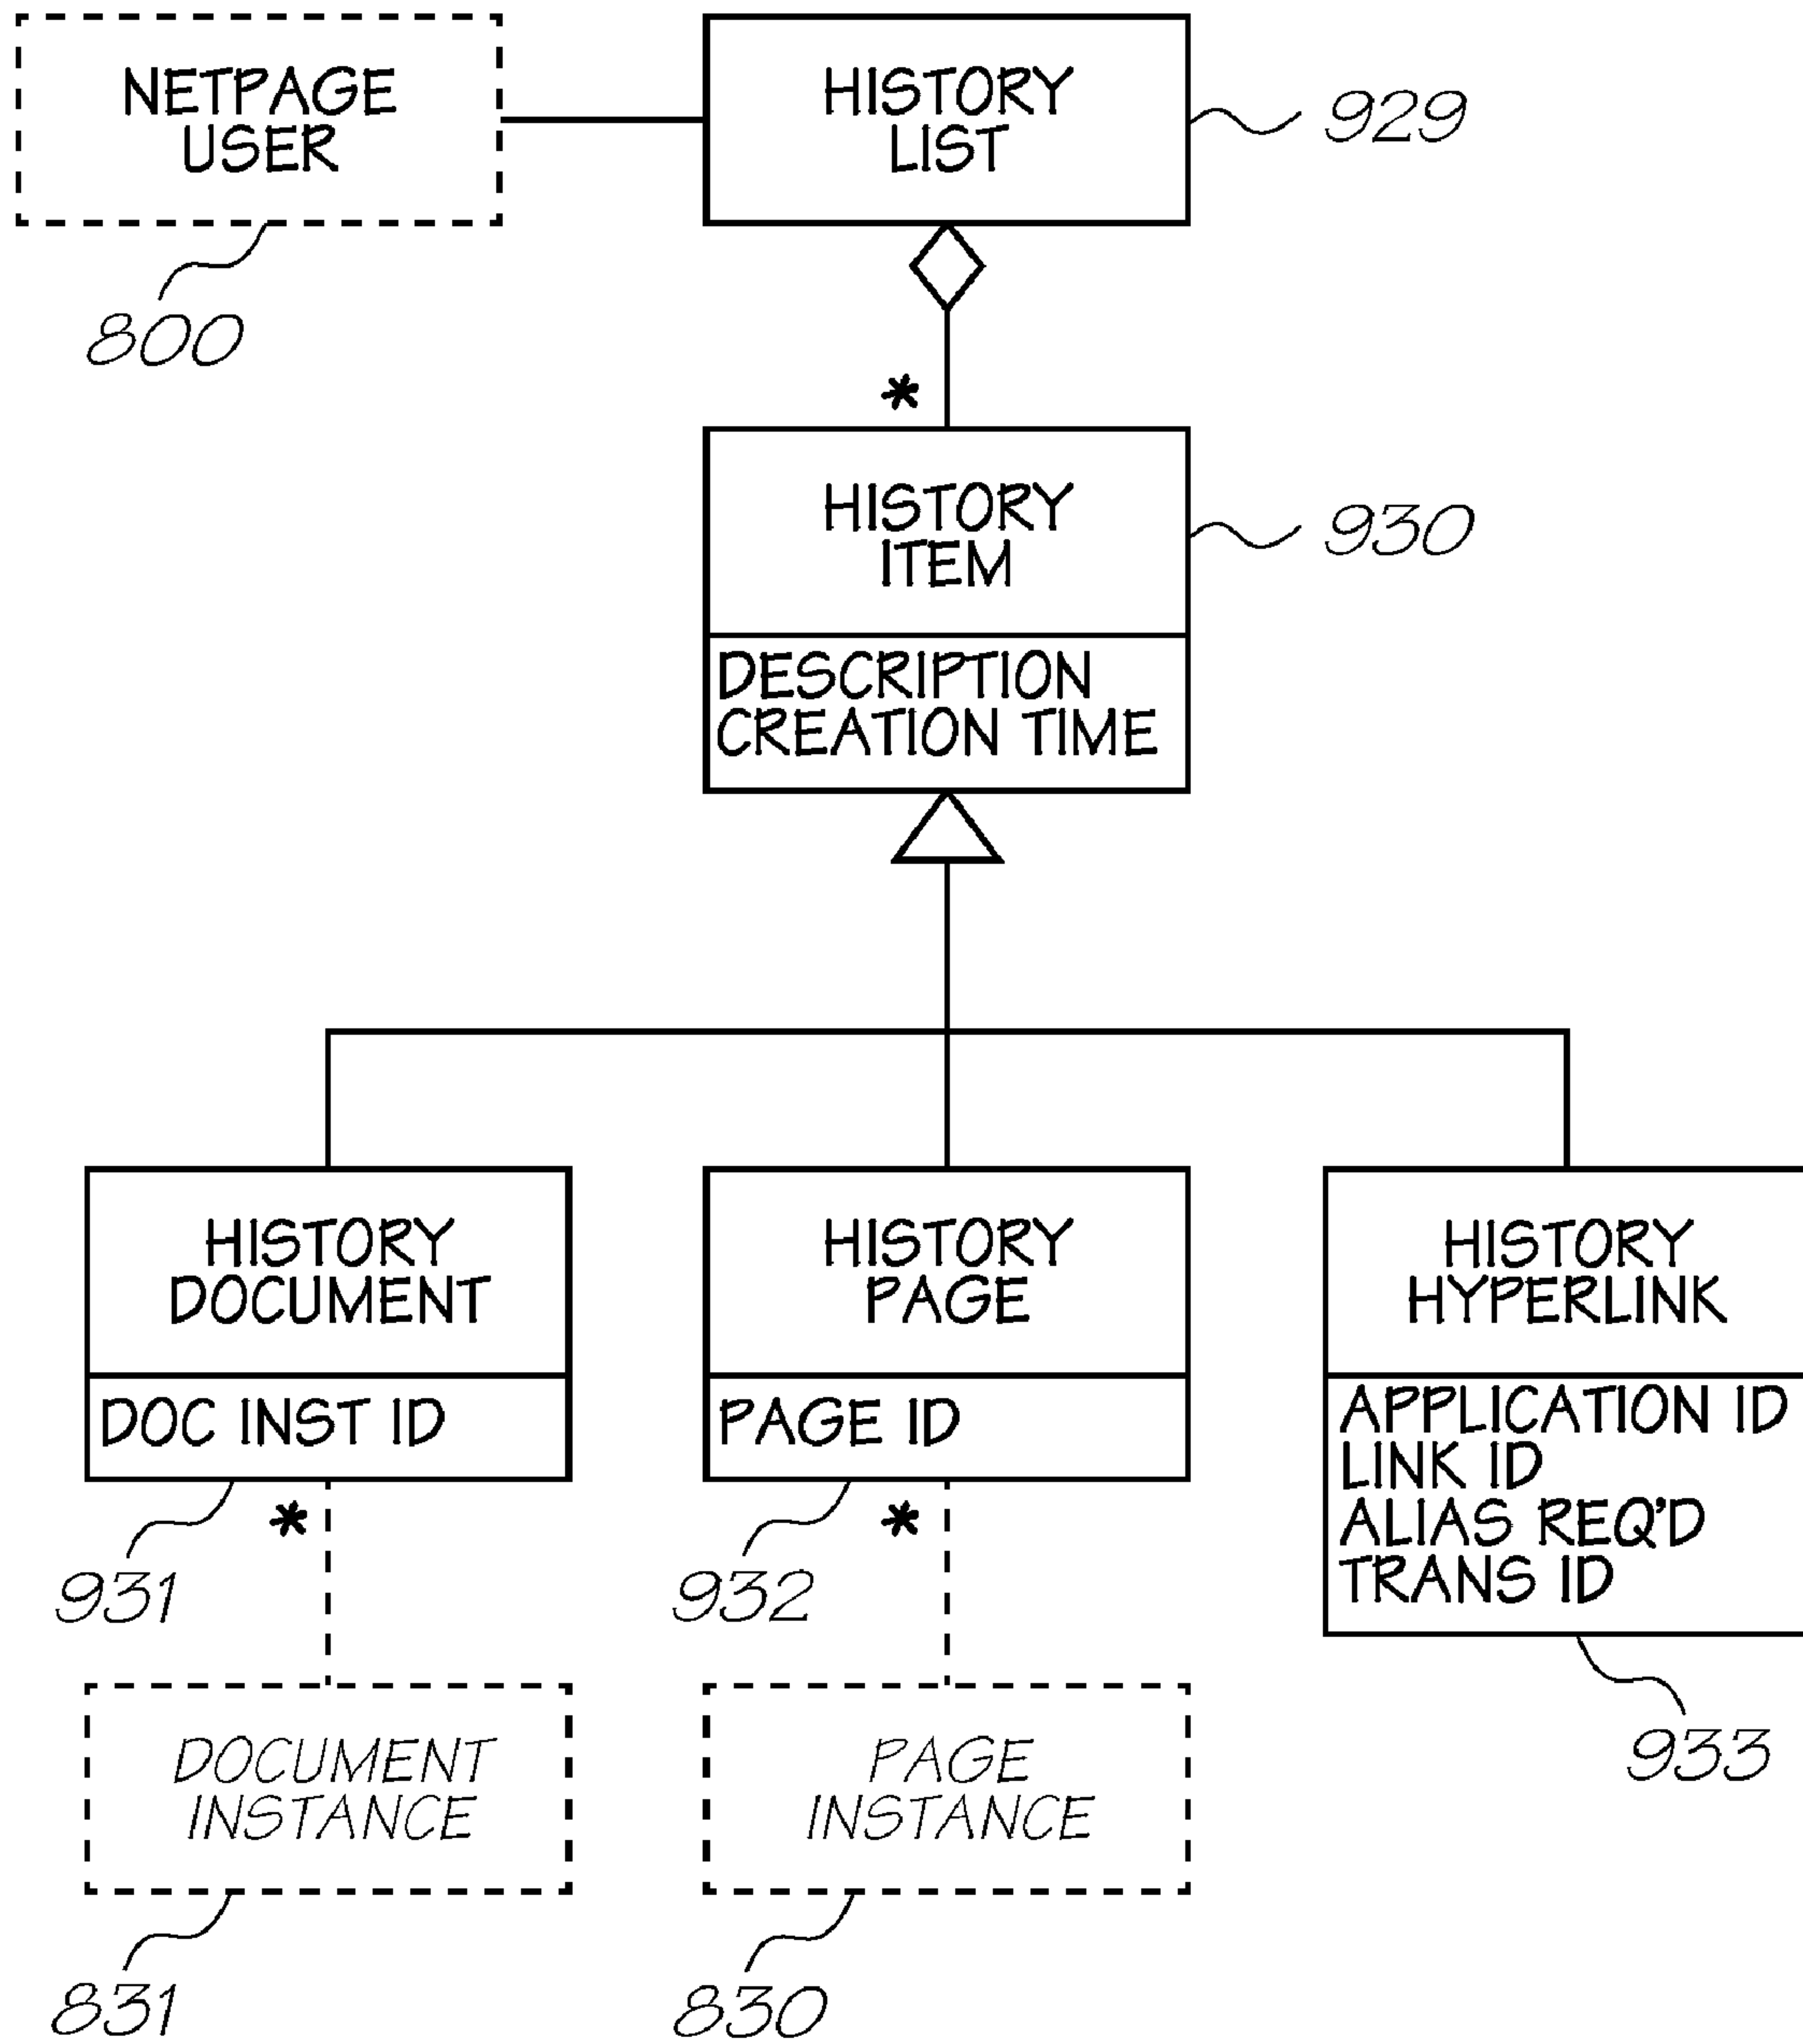 NETPAGE
USER
HISTORY
LIST
929
800
*
HISTORY
ITEM
930
DESCRIPTION
CREATION TIME
HISTORY
DOCUMENT
DOC INST ID
HISTORY
PAGE
PAGE ID
HISTORY
HYPERLINK
APPLICATION ID
LINK ID
ALIAS REQ'D
TRANS ID
*
*
931
932
933
DOCUMENT
INSTANCE
PAGE
INSTANCE
831
830